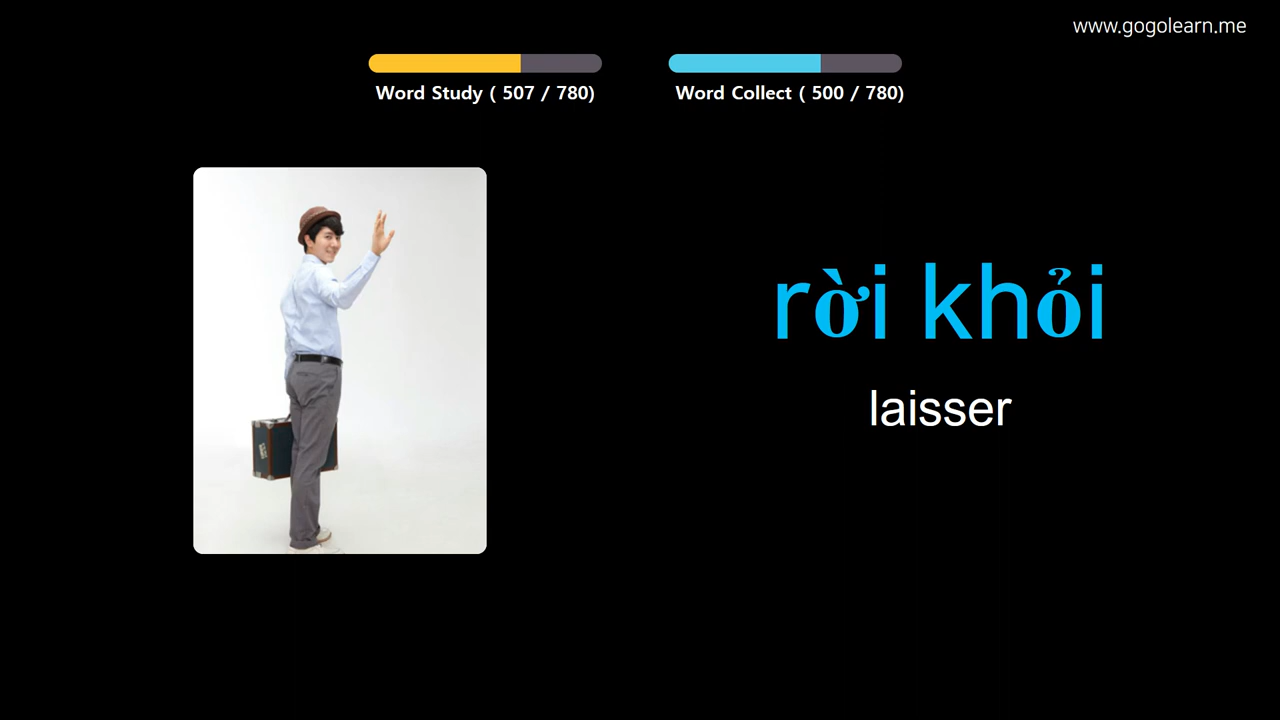 www.gogolearn.me
Word Study ( 507 / 780)
Word Collect ( 500 / 780)
rời khỏi
laisser